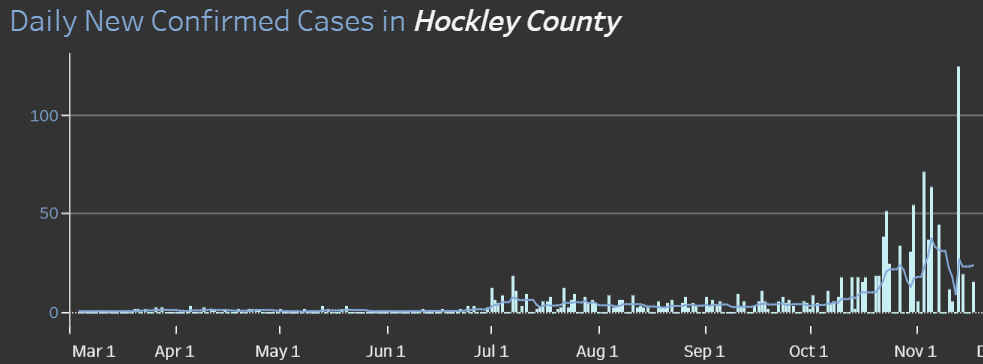 Daily New Confirmed Cases in Hockley County
100
50
0
Mar 1 Apr 1 May 1 Jun 1 Jul 1 Aug 1 Sep 1 Oct 1 Nov 1 D